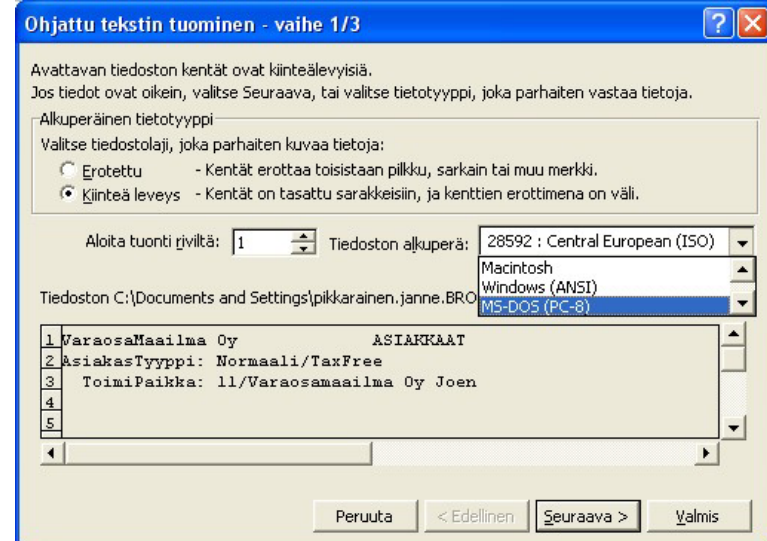 Ohjattu tekstin tuominen - vaihe 1/3
Avattavan tiedoston kentät ovat kiinteälevyisiä.
Jos tiedot ovat oikein, valitse Seuraava, tai valitse tietotyyppi, joka parhaiten vastaa tietoja.
Alkuperäinen tietotyyppi
Valitse tiedostolaji, joka parhaiten kuvaa tietoja:
Erotettu - Kentät erottaa toisistaan pilkku, sarkain tai muu merkki.
Kiinteä leveys - Kentät on tasattu sarakkeisiin, ja kenttien erottimena on väli.
Aloita tuonti riviltä: 1 Tiedoston alkuperä: 28592 : Central European (ISO)
Macintosh
Windows (ANSI)
MS-DOS (PC-8)
Tiedoston C:\Documents and Settings\pikkarainen.janne.BRO
1 VaraosaMaailma Oy ASIAKKAAT
2 AsiakasTyyppi: Normaali/TaxFree
3 ToimiPaikka: 11/Varaosamaailma Oy Joen
4
5
Peruuta < Edellinen Seuraava > Valmis